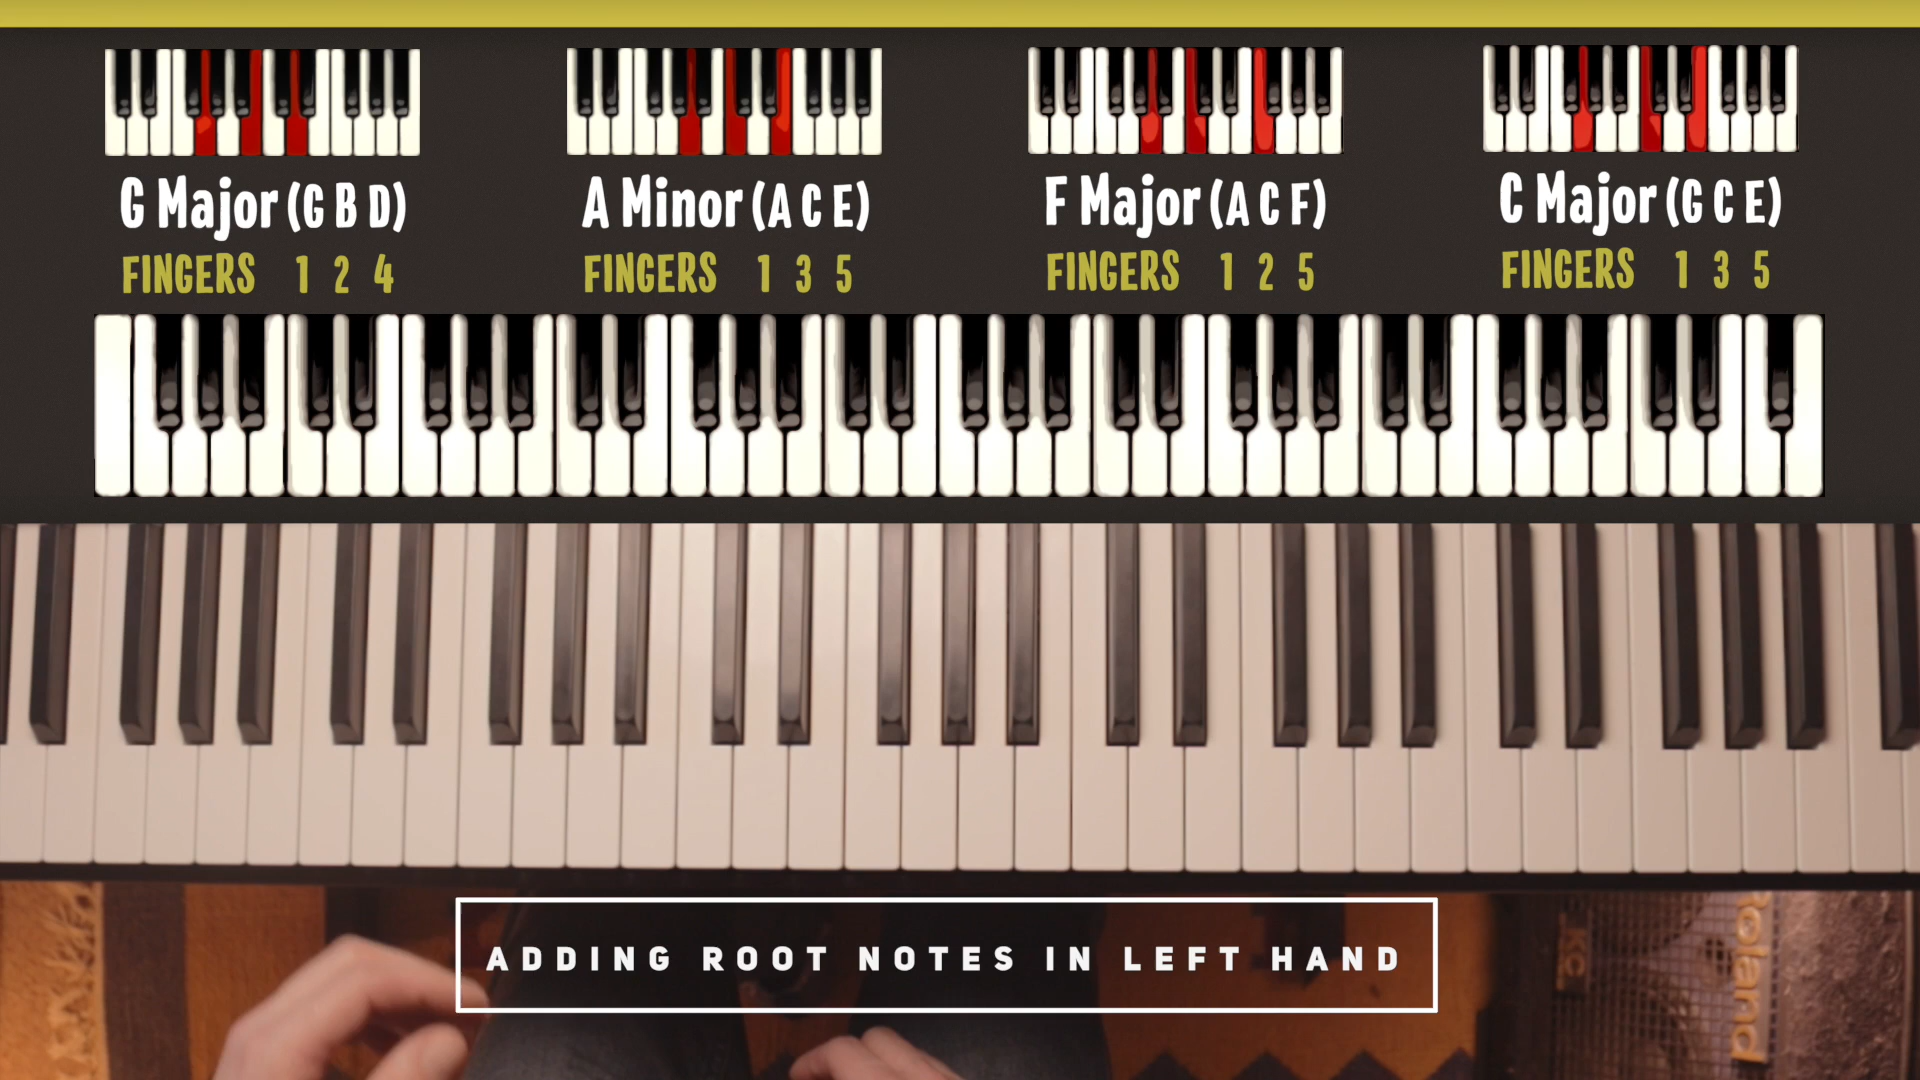 G Major (G B D)
FINGERS 1 2 4
A Minor (A C E)
FINGERS 1 3 5
F Major (A C F)
FINGERS 1 2 5
C Major (G C E)
FINGERS 1 3 5
ADDING ROOT NOTES IN LEFT HAND
KC
Roland